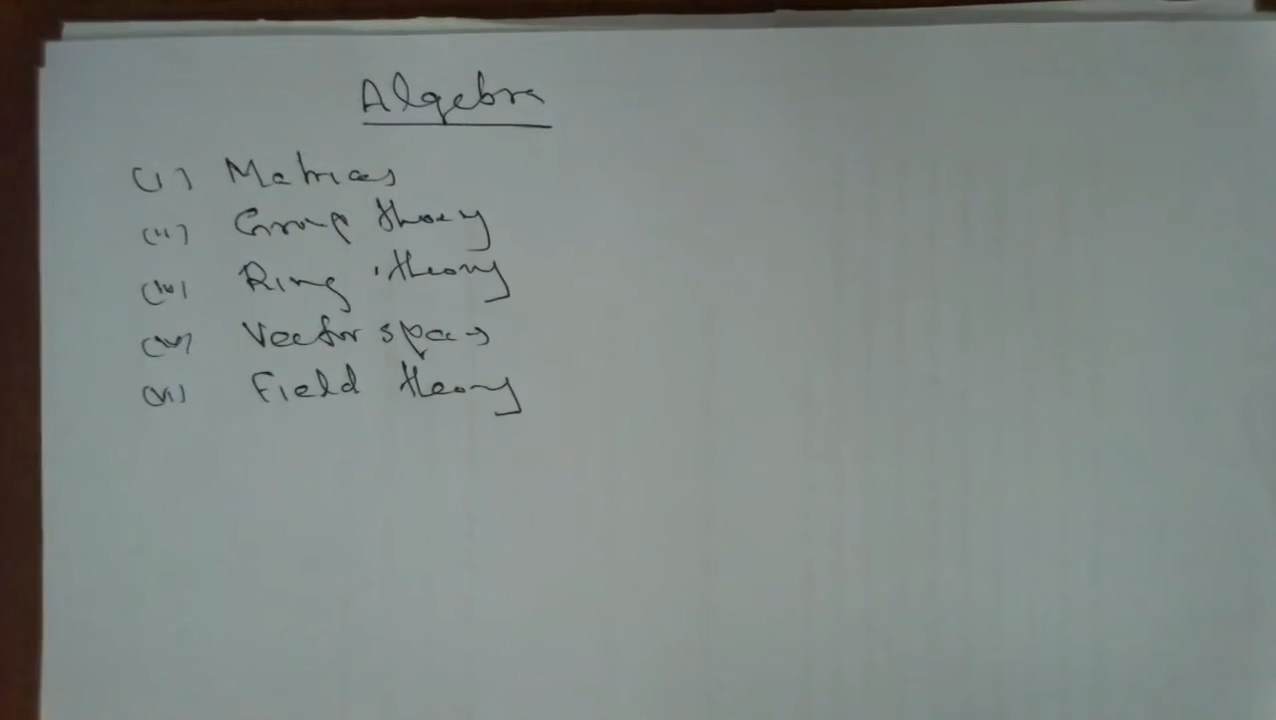 Algebra
(i) Matrices
(ii) Group theory
(iii) Ring theory
(iv) Vector spaces
(v) Field theory